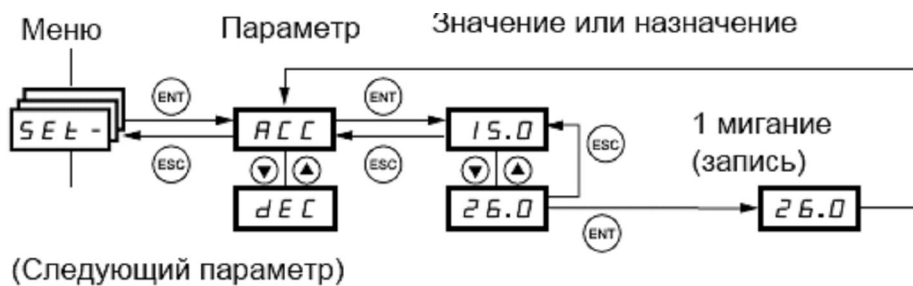 Меню Параметр Значение или назначение
ENT ENT 1 мигание
SEt - ACC 15.0 (запись)
ESC ESC ESC
dEC 26.0 26.0
ENT
(Следующий параметр)